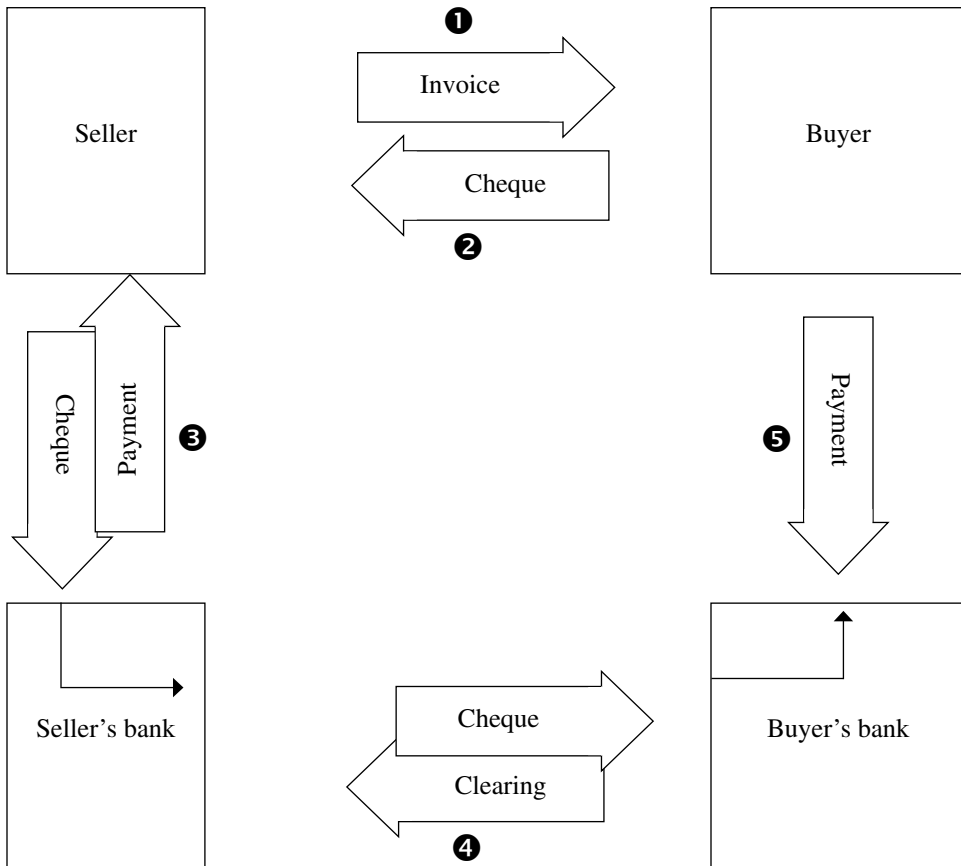 ❶
Invoice
Seller
Buyer
Cheque
❷
Cheque
Payment
❸
❺
Payment
Cheque
Seller’s bank
Buyer’s bank
Clearing
❹